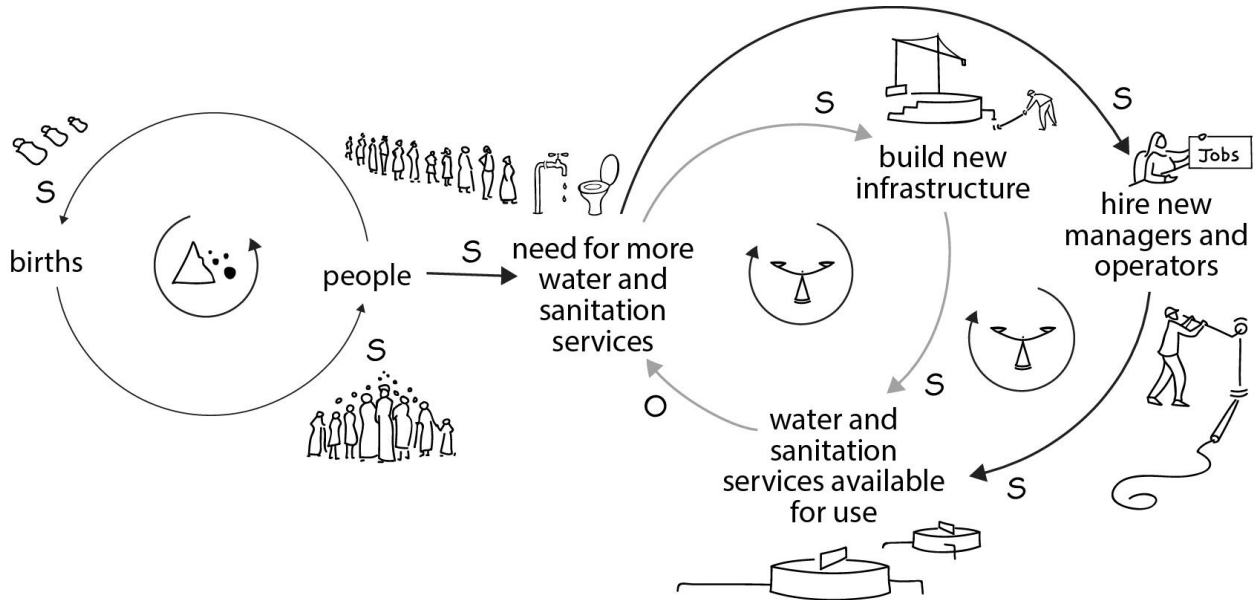 S
births
S
people
S
need for more
water and
sanitation
services
S
build new
infrastructure
S
Jobs
hire new
managers and
operators
S
O
water and
sanitation
services available
for use
S